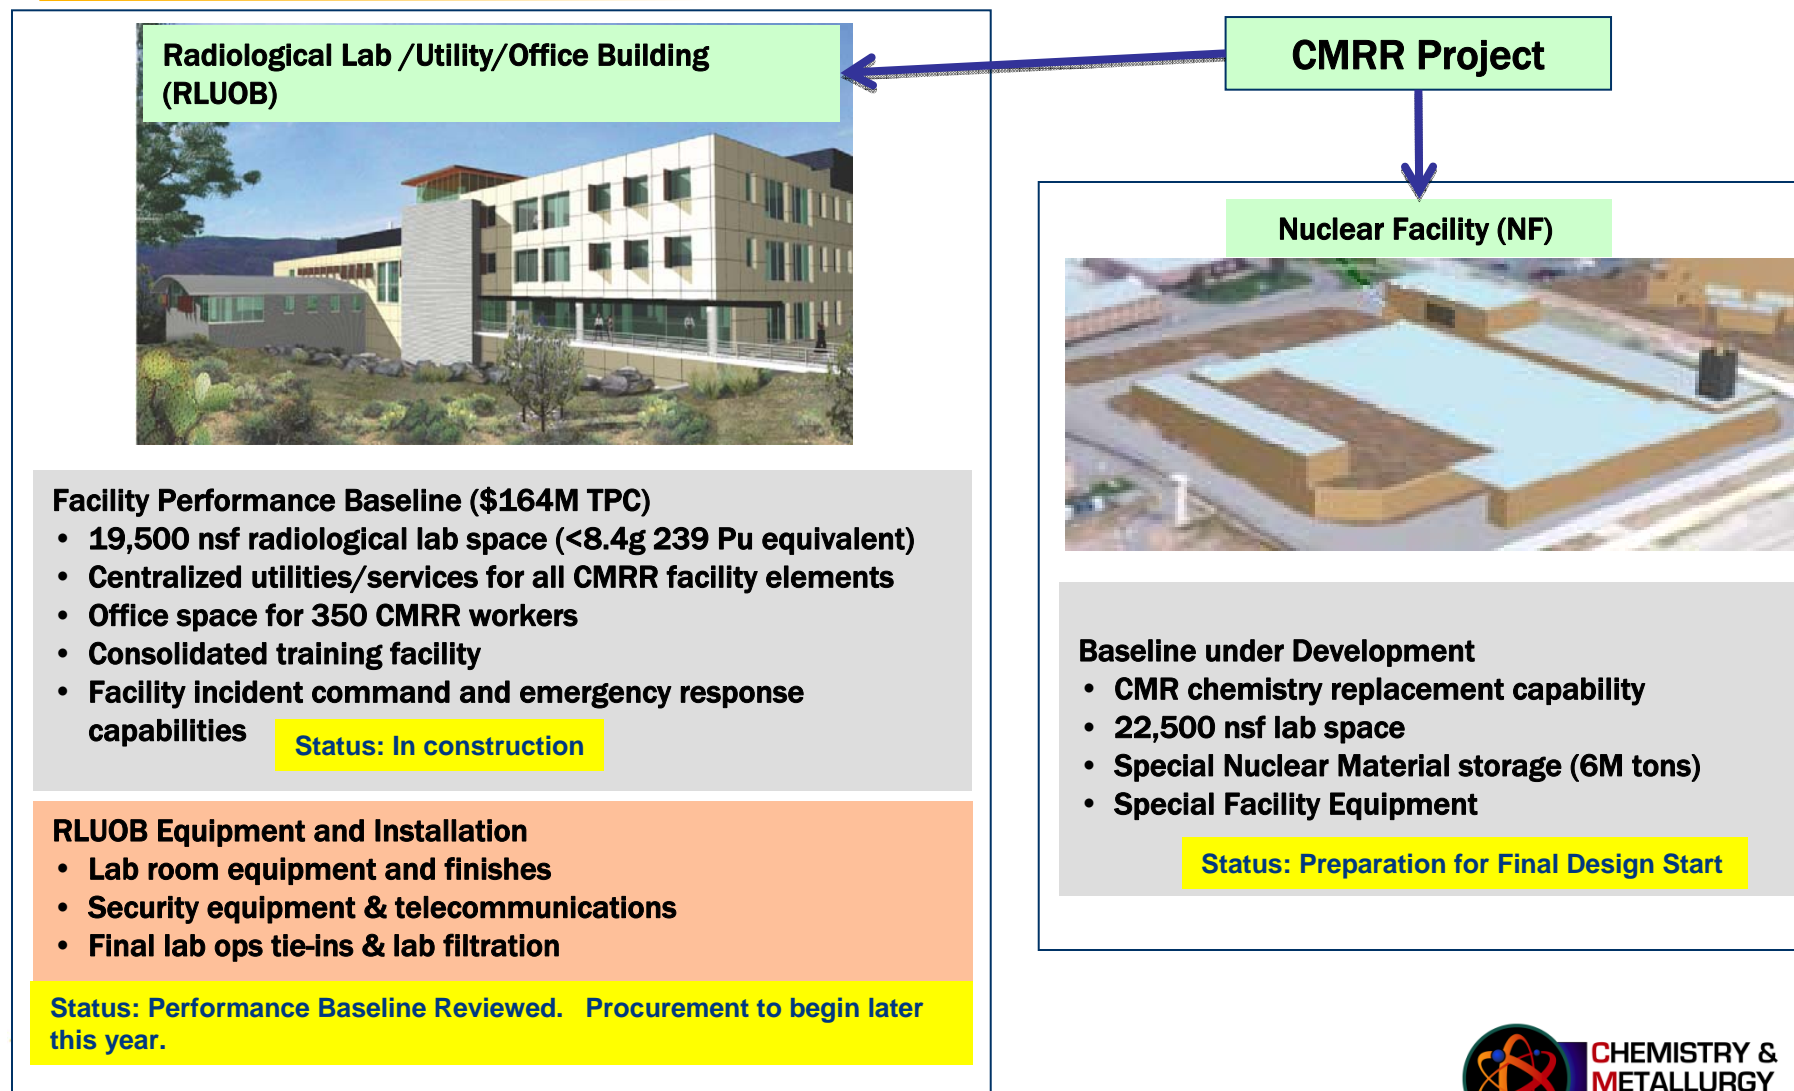 Radiological Lab /Utility/Office Building
(RLUOB)
CMRR Project
Nuclear Facility (NF)
Facility Performance Baseline ($164M TPC)
• 19,500 nsf radiological lab space (<8.4g 239 Pu equivalent)
• Centralized utilities/services for all CMRR facility elements
• Office space for 350 CMRR workers
• Consolidated training facility
• Facility incident command and emergency response
capabilities
Status: In construction
RLUOB Equipment and Installation
• Lab room equipment and finishes
• Security equipment & telecommunications
• Final lab ops tie-ins & lab filtration
Status: Performance Baseline Reviewed. Procurement to begin later
this year.
Baseline under Development
• CMR chemistry replacement capability
• 22,500 nsf lab space
• Special Nuclear Material storage (6M tons)
• Special Facility Equipment
Status: Preparation for Final Design Start
CHEMISTRY &
METALLURGY